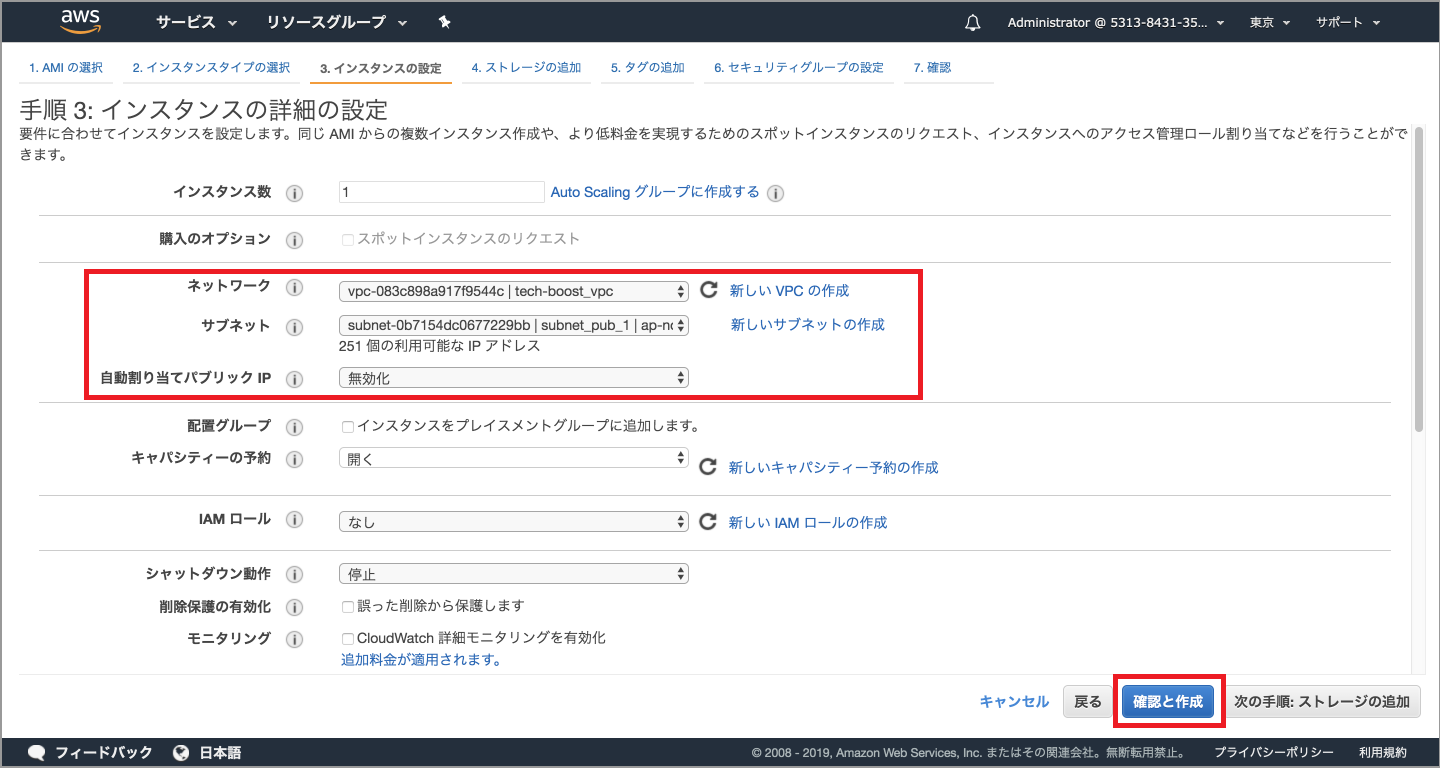 aws サービス リソースグループ Administrator @ 5313-8431-35... 東京 サポート
1. AMI の選択 2. インスタンスタイプの選択 3. インスタンスの設定 4. ストレージの追加 5. タグの追加 6. セキュリティグループの設定 7. 確認
手順 3: インスタンスの詳細の設定
要件に合わせてインスタンスを設定します。同じ AMI からの複数インスタンス作成や、より低料金を実現するためのスポットインスタンスのリクエスト、インスタンスへのアクセス管理ロール割り当てなどを行うことがで
きます。
インスタンス数 1 Auto Scaling グループに作成する
購入のオプション スポットインスタンスのリクエスト
ネットワーク vpc-083c898a917f9544c | tech-boost_vpc 新しい VPC の作成
サブネット subnet-0b7154dc0677229bb | subnet_pub_1 | ap-nc 新しいサブネットの作成
251 個の利用可能な IP アドレス
自動割り当てパブリック IP 無効化
配置グループ インスタンスをプレイスメントグループに追加します。
キャパシティーの予約 開く 新しいキャパシティー予約の作成
IAM ロール なし 新しい IAM ロールの作成
シャットダウン動作 停止
削除保護の有効化 誤った削除から保護します
モニタリング CloudWatch 詳細モニタリングを有効化
追加料金が適用されます。
キャンセル 戻る 確認と作成 次の手順: ストレージの追加
フィードバック 日本語 © 2008 - 2019, Amazon Web Services, Inc. またはその関連会社。無断転用禁止。 プライバシーポリシー 利用規約